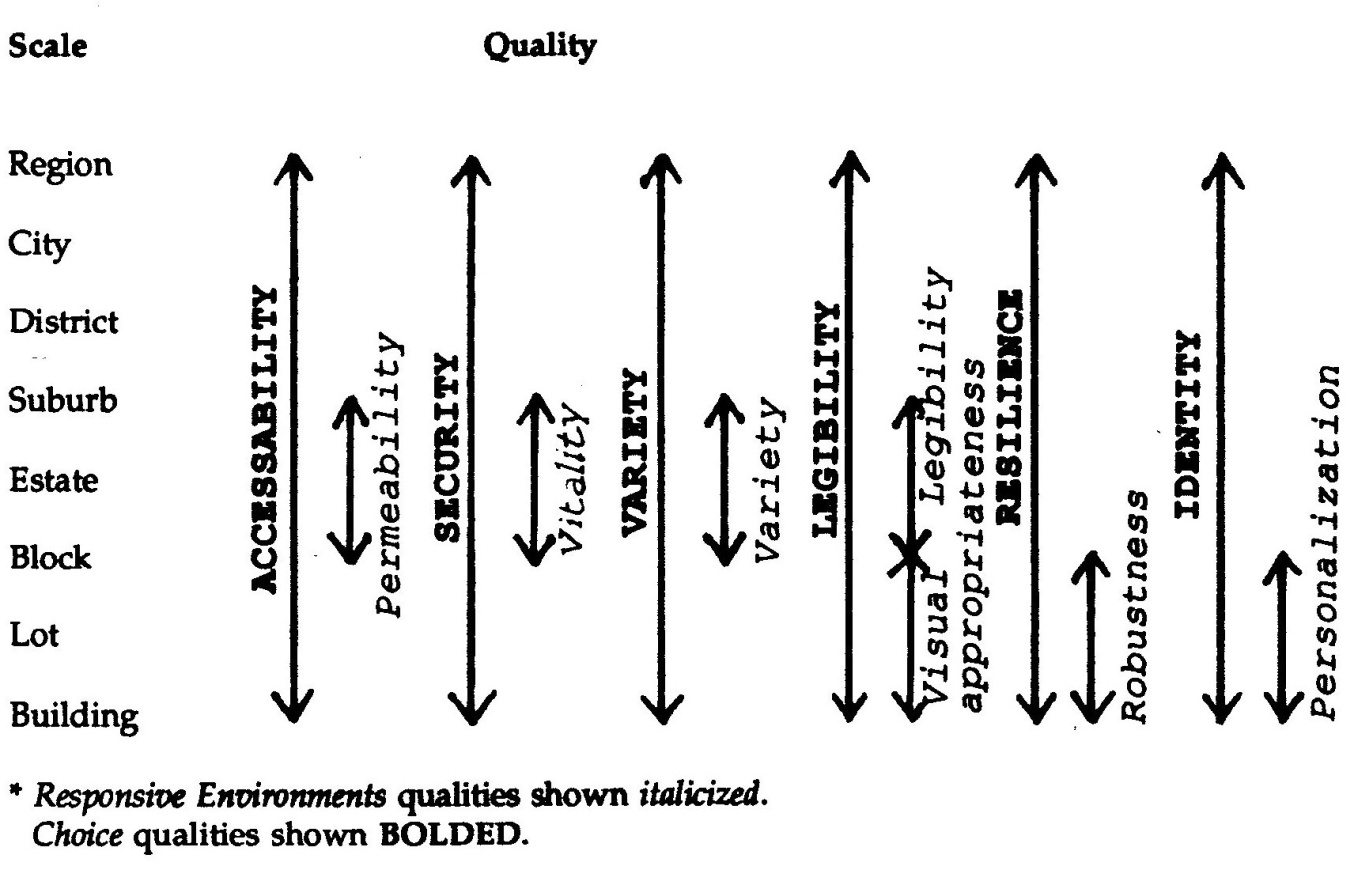 Scale Quality
Region
City
District
Suburb
Estate
Block
Lot
Building
ACCESSABILITY
Permeability
SECURITY
Vitality
VARIETY
Variety
LEGIBILITY
Legibility
Visual
appropriateness
RESILIENCE
Robustness
IDENTITY
Personalization
* Responsive Environments qualities shown italicized.
Choice qualities shown BOLDED.